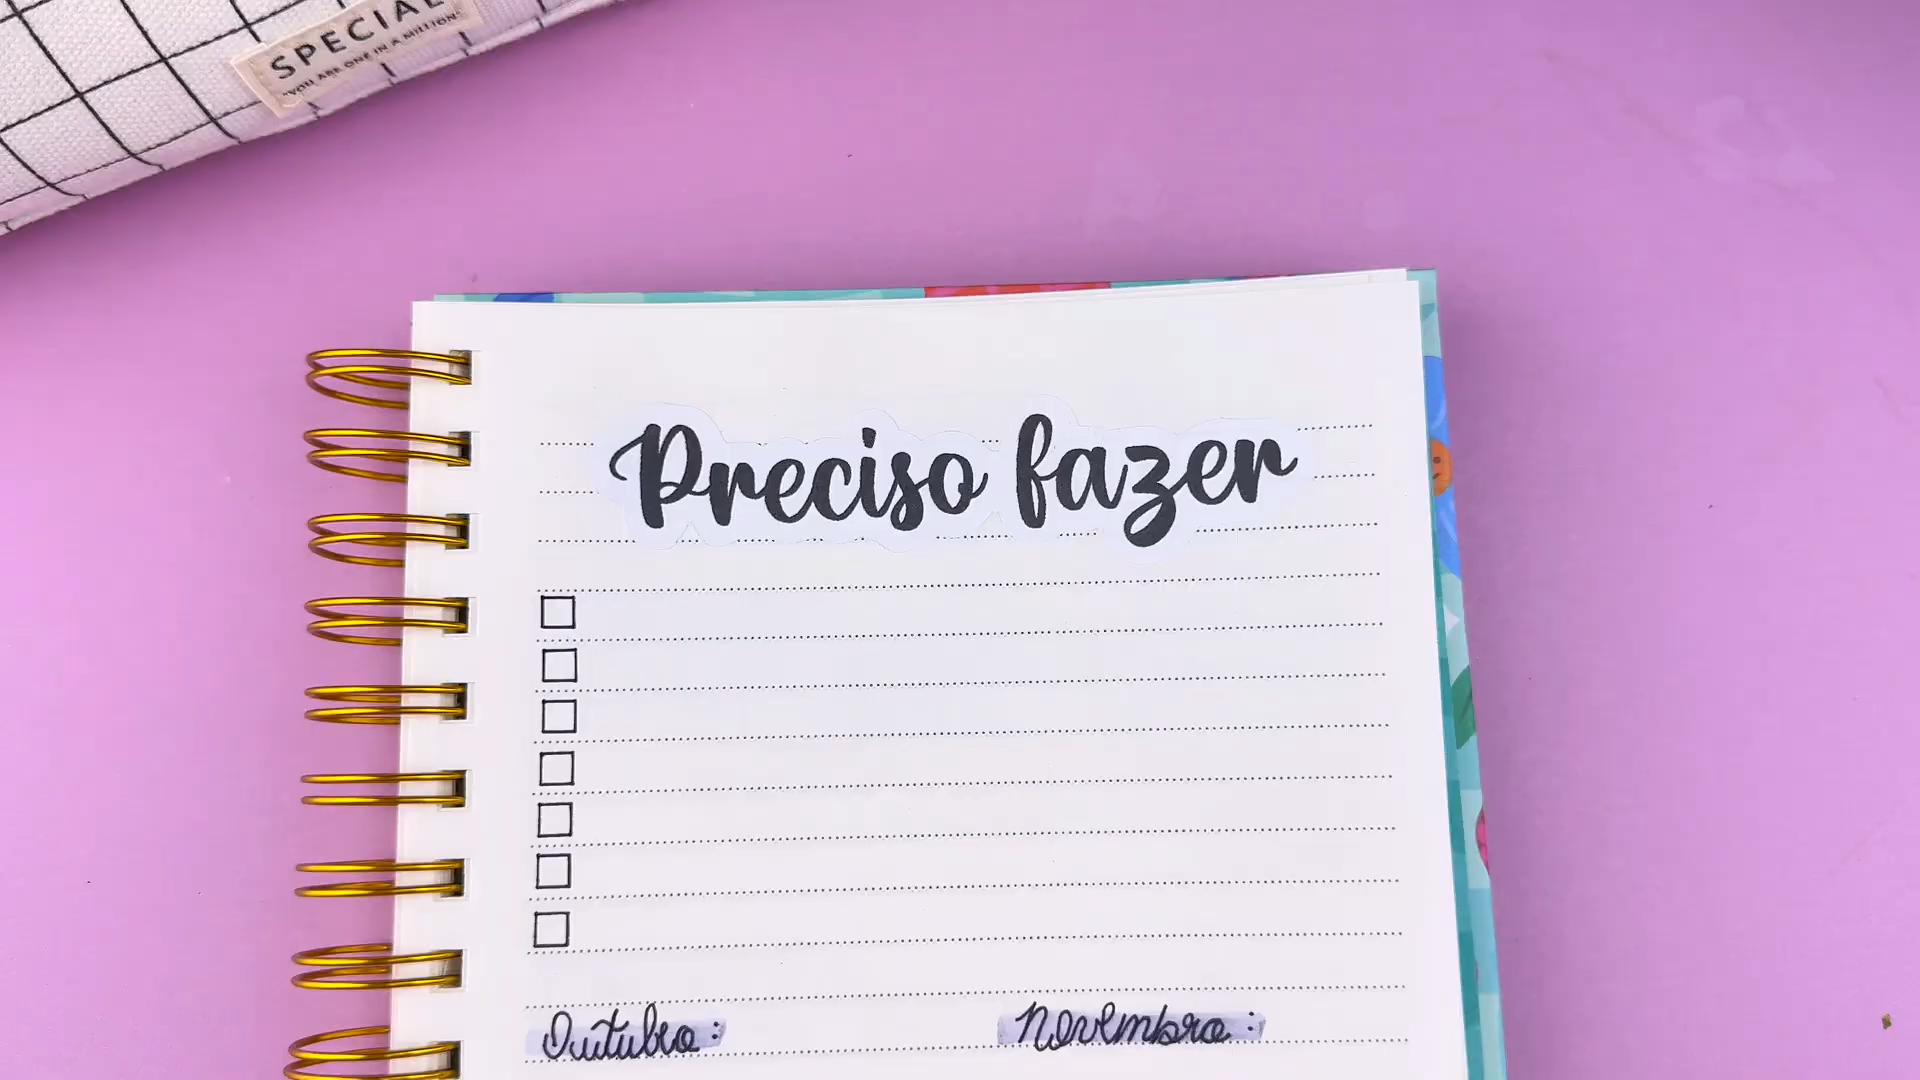 SPECIAL
"YOU ARE ONE IN A MILLION"
Preciso fazer
Outubro:
Novembro: